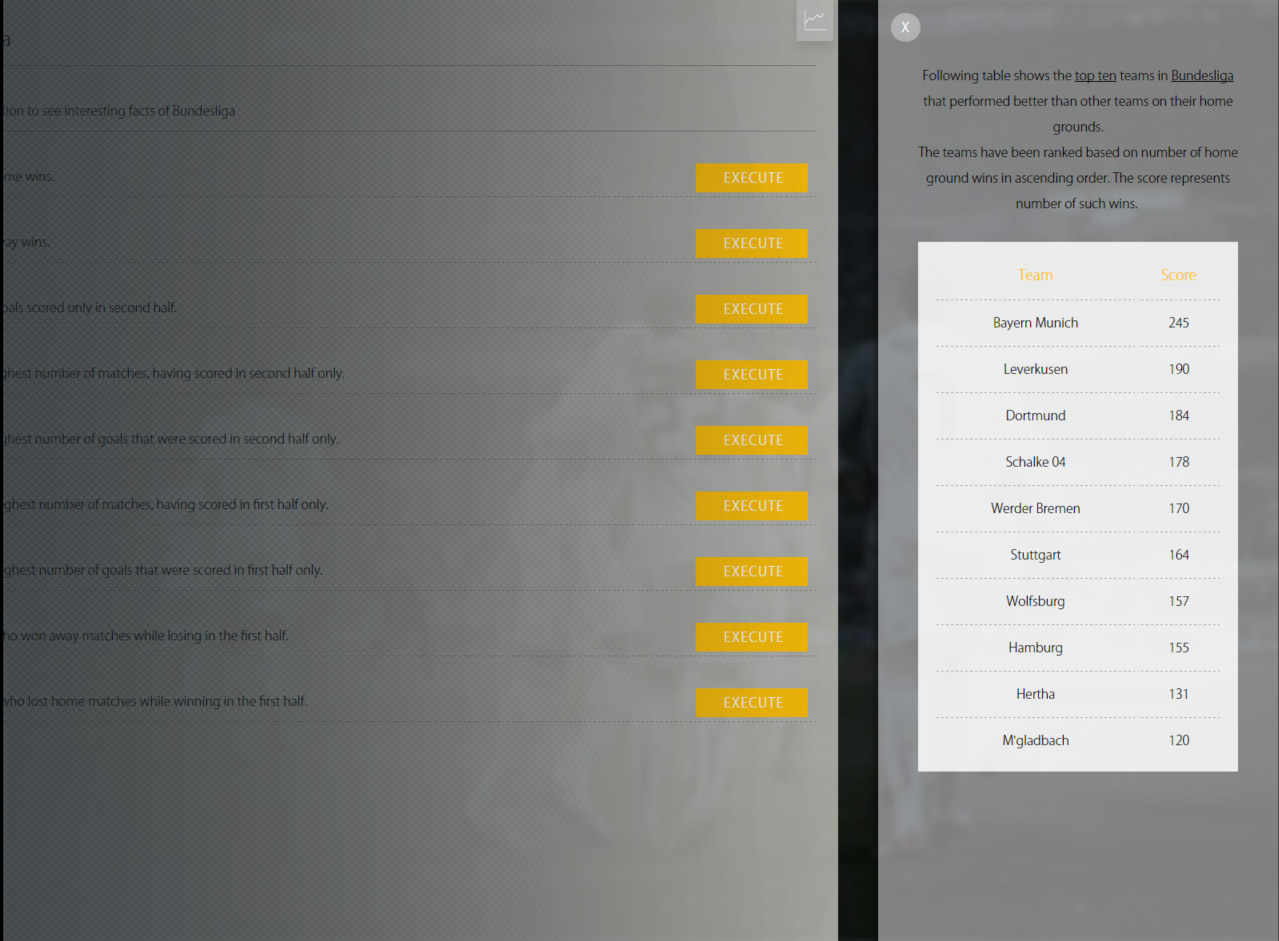 a
tion to see interesting facts of Bundesliga
me wins.
EXECUTE
ay wins.
EXECUTE
oals scored only in second half.
EXECUTE
ghest number of matches, having scored in second half only.
EXECUTE
ghest number of goals that were scored in second half only.
EXECUTE
ghest number of matches, having scored in first half only.
EXECUTE
ghest number of goals that were scored in first half only.
EXECUTE
ho won away matches while losing in the first half.
EXECUTE
who lost home matches while winning in the first half.
EXECUTE
X
Following table shows the top ten teams in Bundesliga
that performed better than other teams on their home
grounds.
The teams have been ranked based on number of home
ground wins in ascending order. The score represents
number of such wins.
Team Score
Bayern Munich 245
Leverkusen 190
Dortmund 184
Schalke 04 178
Werder Bremen 170
Stuttgart 164
Wolfsburg 157
Hamburg 155
Hertha 131
M'gladbach 120